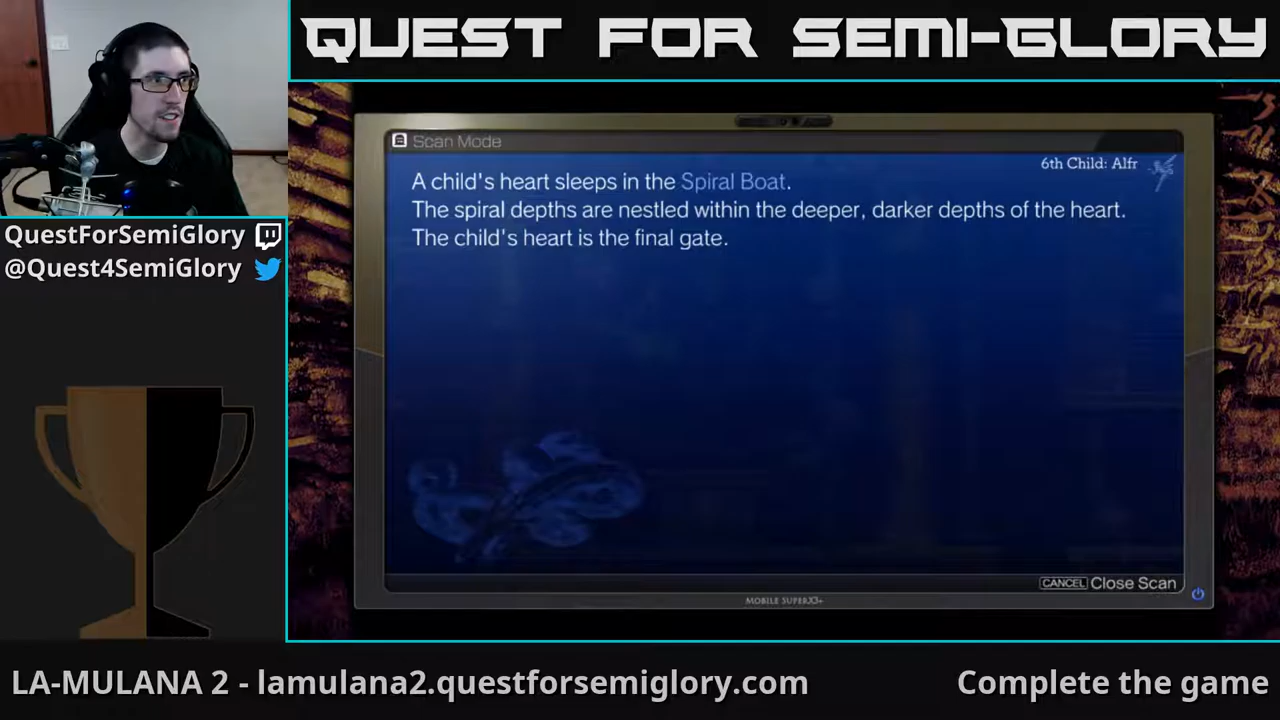 QUEST FOR SEMI-GLORY
Scan Mode
6th Child: Alfr
A child's heart sleeps in the Spiral Boat.
The spiral depths are nestled within the deeper, darker depths of the heart.
The child's heart is the final gate.
QuestForSemiGlory
@Quest4SemiGlory
CANCEL Close Scan
MOBILE SUPERX3+
LA-MULANA 2 - lamulana2.questforsemiglory.com
Complete the game